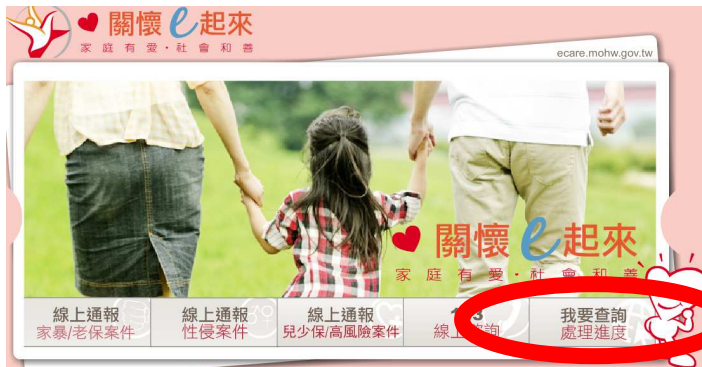 關懷e起來
家庭有愛·社會和善
ecare.mohw.gov.tw
關懷e起來
家庭有愛·社會和善
線上通報
家暴/老保案件
線上通報
性侵案件
線上通報
兒少保/高風險案件
線上
詢
我要查詢
處理進度